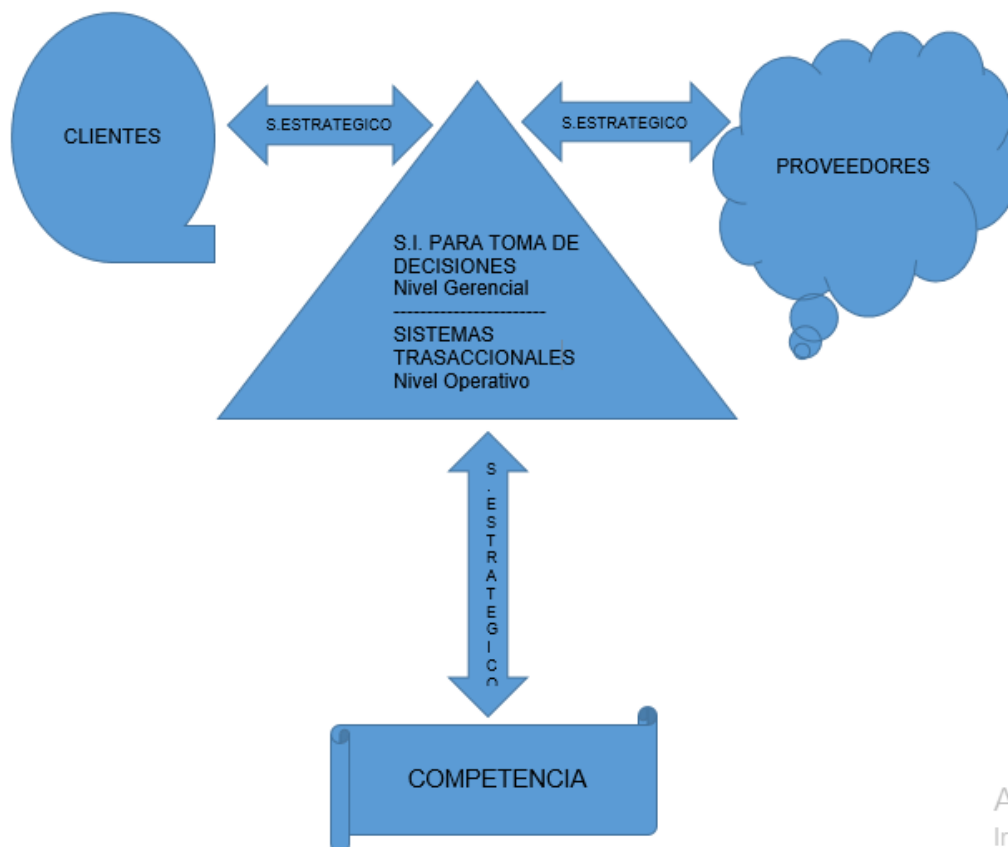 CLIENTES
S.ESTRATEGICO
S.ESTRATEGICO
PROVEEDORES
S.I. PARA TOMA DE
DECISIONES
Nivel Gerencial
-----------------------
SISTEMAS
TRASACCIONALES
Nivel Operativo
S.ESTRATEGICO
COMPETENCIA